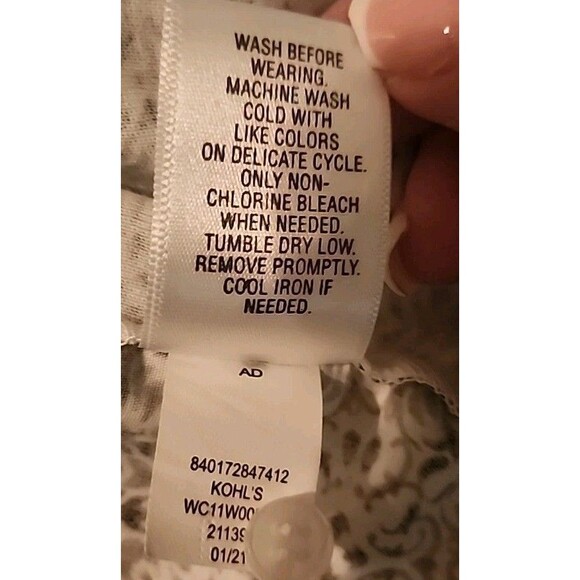 WASH BEFORE
WEARING.
MACHINE WASH
COLD WITH
LIKE COLORS
ON DELICATE CYCLE.
ONLY NON-
CHLORINE BLEACH
WHEN NEEDED.
TUMBLE DRY LOW.
REMOVE PROMPTLY.
COOL IRON IF
NEEDED.
AD
840172847412
KOHL'S
01/21